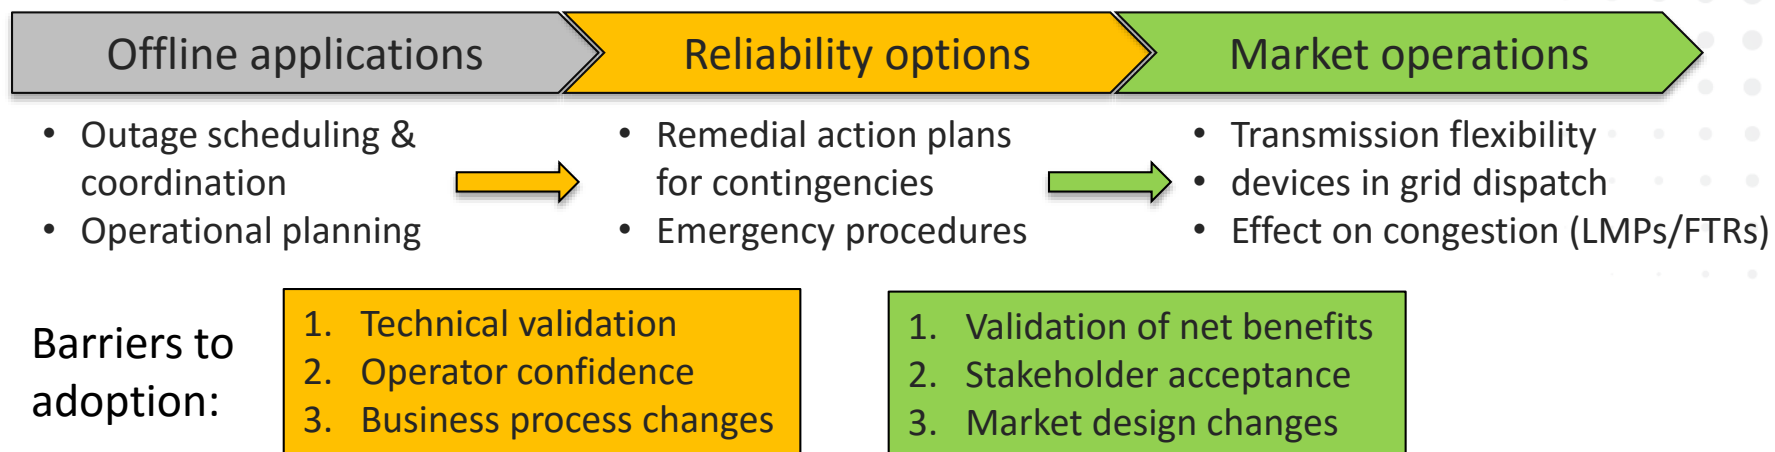 Offline applications
Reliability options
Market operations
• Outage scheduling &
coordination
• Operational planning
• Remedial action plans
for contingencies
• Emergency procedures
• Transmission flexibility
• devices in grid dispatch
• Effect on congestion (LMPs/FTRs)
Barriers to
adoption:
1. Technical validation
2. Operator confidence
3. Business process changes
1. Validation of net benefits
2. Stakeholder acceptance
3. Market design changes